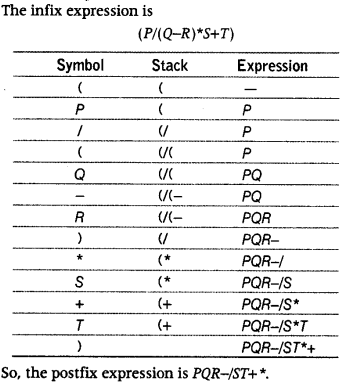 The infix expression is
(P/(Q–R)*S+T)
Symbol Stack Expression
( ( —
P ( P
/ (/ P
( (/( P
Q (/( PQ
– (/(– PQ
R (/(– PQR
) (/ PQR–
* (* PQR–/
S (* PQR–/S
+ (+ PQR–/S*
T (+ PQR–/S*T
) PQR–/ST*+
So, the postfix expression is PQR–/ST+*.